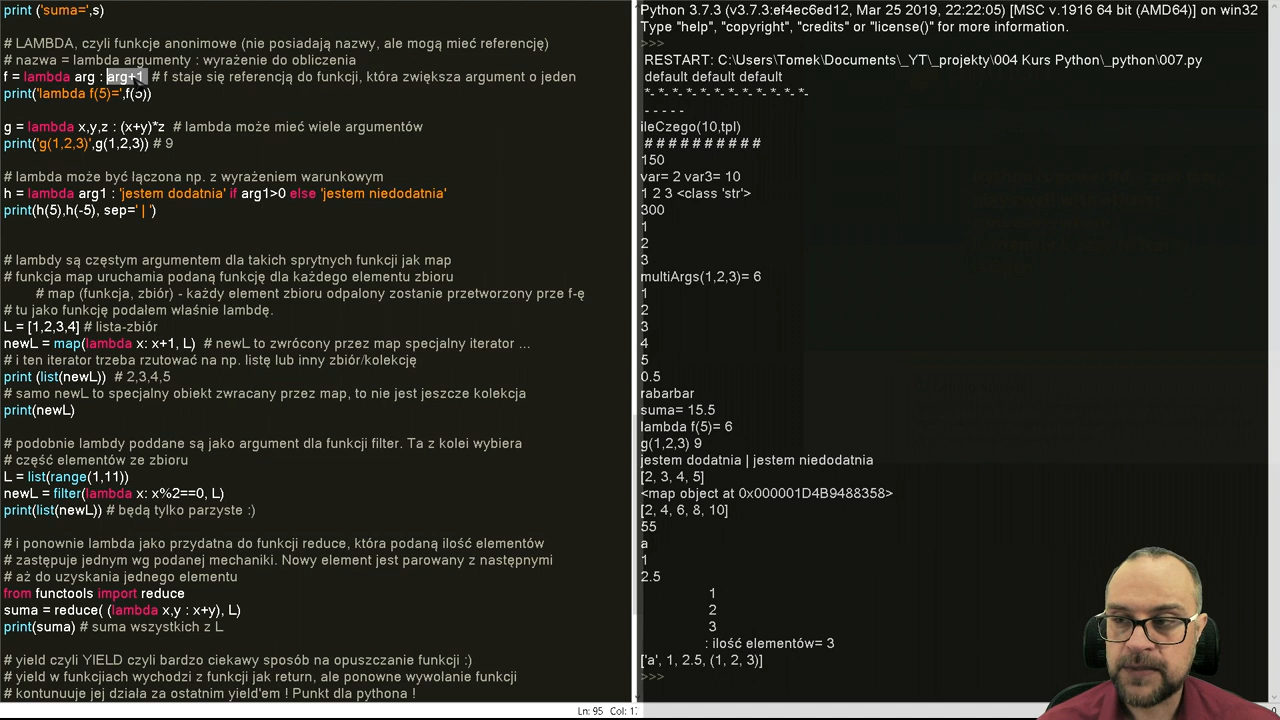 print ('suma=',s)
# LAMBDA, czyli funkcje anonimowe (nie posiadają nazwy, ale mogą mieć referencję)
# nazwa = lambda argumenty : wyrażenie do obliczenia
f = lambda arg : arg+1 # f staje się referencją do funkcji, która zwiększa argument o jeden
print('lambda f(5)=',f(5))
g = lambda x,y,z : (x+y)*z # lambda może mieć wiele argumentów
print('g(1,2,3)',g(1,2,3)) # 9
# lambda może być łączona np. z wyrażeniem warunkowym
h = lambda arg1 : 'jestem dodatnia' if arg1>0 else 'jestem niedodatnia'
print(h(5),h(-5), sep=' | ')
# lambdy są częstym argumentem dla takich sprytnych funkcji jak map
# funkcja map uruchamia podaną funkcję dla każdego elementu zbioru
# map (funkcja, zbiór) - każdy element zbioru odpalony zostanie przetworzony prze f-ę
# tu jako funkcję podałem właśnie lambdę.
L = [1,2,3,4] # lista-zbiór
newL = map(lambda x: x+1, L) # newL to zwrócony przez map specjalny iterator ...
# i ten iterator trzeba rzutować na np. listę lub inny zbiór/kolekcję
print (list(newL)) # 2,3,4,5
# samo newL to specjalny obiekt zwracany przez map, to nie jest jeszcze kolekcja
print(newL)
# podobnie lambdy poddane są jako argument dla funkcji filter. Ta z kolei wybiera
# część elementów ze zbioru
L = list(range(1,11))
newL = filter(lambda x: x%2==0, L)
print(list(newL)) # będą tylko parzyste :)
# i ponownie lambda jako przydatna do funkcji reduce, która podaną ilość elementów
# zastępuje jednym wg podanej mechaniki. Nowy element jest parowany z następnymi
# aż do uzyskania jednego elementu
from functools import reduce
suma = reduce( (lambda x,y : x+y), L)
print(suma) # suma wszystkich z L
# yield czyli YIELD czyli bardzo ciekawy sposób na opuszczanie funkcji :)
# yield w funkcjach wychodzi z funkcji jak return, ale ponowne wywołanie funkcji
# kontunuuje jej działa za ostatnim yield'em ! Punkt dla pythona !
Ln: 95 Col: 1
Python 3.7.3 (v3.7.3:ef4ec6ed12, Mar 25 2019, 22:22:05) [MSC v.1916 64 bit (AMD64)] on win32
Type "help", "copyright", "credits" or "license()" for more information.
>>>
RESTART: C:\Users\Tomek\Documents\_YT\_projekty\004 Kurs Python\_python\007.py
default default default
*- *- *- *- *- *- *- *- *- *- *- *-
- - - - -
ileCzego(10,tpl)
# # # # # # # # # #
150
var= 2 var3= 10
1 2 3 <class 'str'>
300
1
2
3
multiArgs(1,2,3)= 6
1
2
3
4
5
0.5
rabarbar
suma= 15.5
lambda f(5)= 6
g(1,2,3) 9
jestem dodatnia | jestem niedodatnia
[2, 3, 4, 5]
<map object at 0x000001D4B9488358>
[2, 4, 6, 8, 10]
55
a
1
2.5
1
2
3
: ilość elementów= 3
['a', 1, 2.5, (1, 2, 3)]
>>>